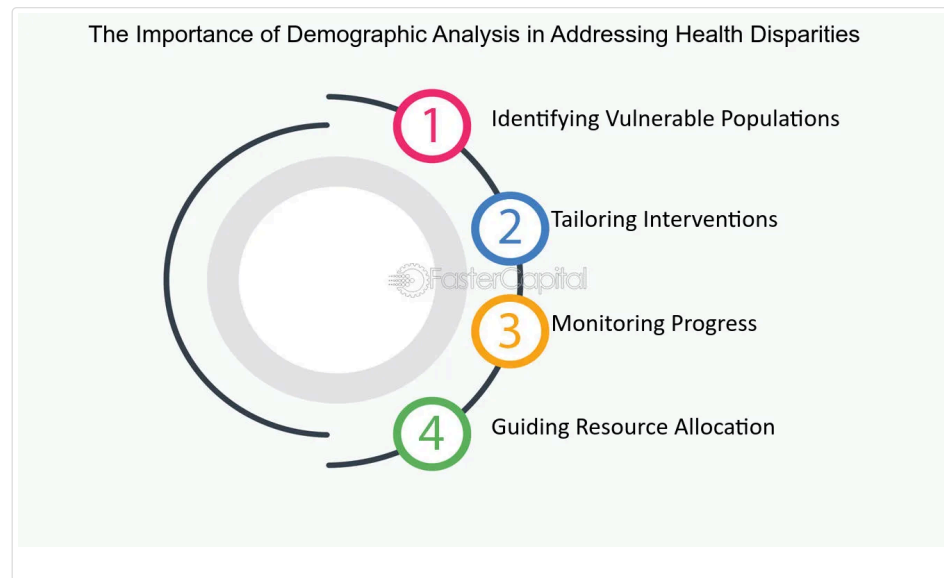 The Importance of Demographic Analysis in Addressing Health Disparities
1 Identifying Vulnerable Populations
2 Tailoring Interventions
FasterCapital
3 Monitoring Progress
4 Guiding Resource Allocation